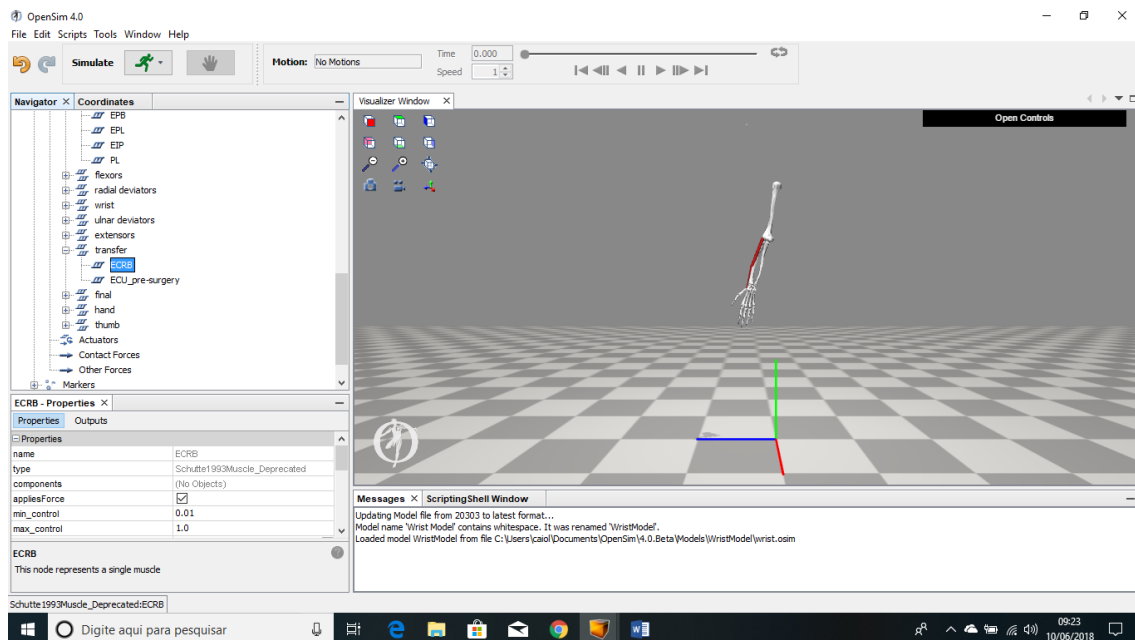 OpenSim 4.0
File Edit Scripts Tools Window Help
Simulate
Motion: No Motions
Time 0.000
Speed 1
Navigator × Coordinates
EPB
EPL
EIP
PL
flexors
radial deviators
wrist
ulnar deviators
extensors
transfer
ECRB
ECU_pre-surgery
final
hand
thumb
Actuators
Contact Forces
Other Forces
Markers
Visualizer Window ×
Open Controls
ECRB - Properties ×
Properties Outputs
Properties
name ECRB
type Schutte1993Muscle_Deprecated
components (No Objects)
appliesForce
min_control 0.01
max_control 1.0
ECRB
This node represents a single muscle
Messages × ScriptingShell Window
Updating Model file from 20303 to latest format...
Model name 'Wrist Model' contains whitespace. It was renamed 'WristModel'.
Loaded model WristModel from file C:\Users\caiol\Documents\OpenSim\4.0.Beta\Models\WristModel\wrist.osim
Schutte1993Muscle_Deprecated:ECRB
Digite aqui para pesquisar
09:23
10/06/2018